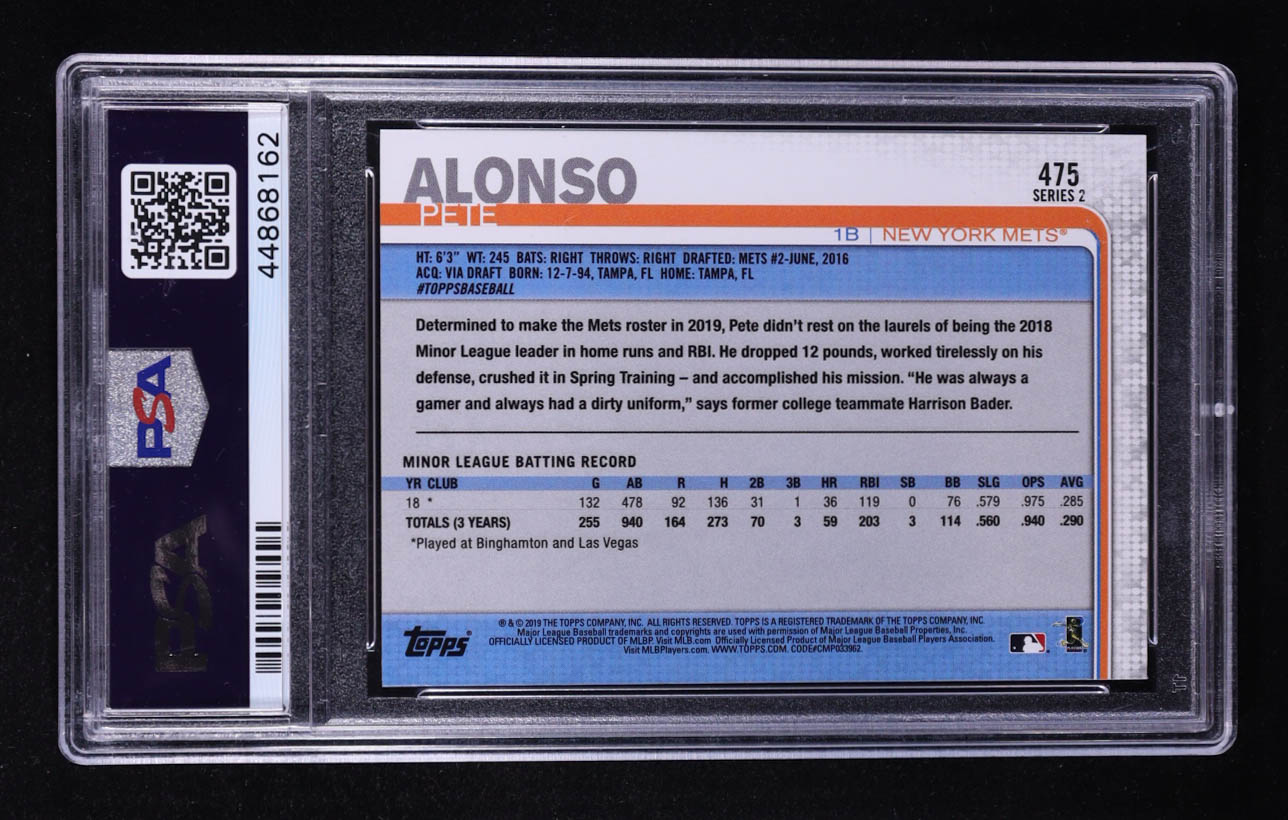 44868162
PSA
PSA
ALONSO
PETE
475
SERIES 2
1B | NEW YORK METS®
HT: 6'3" WT: 245 BATS: RIGHT THROWS: RIGHT DRAFTED: METS #2-JUNE, 2016
ACQ: VIA DRAFT BORN: 12-7-94, TAMPA, FL HOME: TAMPA, FL
#TOPPSBASEBALL
Determined to make the Mets roster in 2019, Pete didn't rest on the laurels of being the 2018
Minor League leader in home runs and RBI. He dropped 12 pounds, worked tirelessly on his
defense, crushed it in Spring Training – and accomplished his mission. “He was always a
gamer and always had a dirty uniform,” says former college teammate Harrison Bader.
MINOR LEAGUE BATTING RECORD
YR CLUB G AB R H 2B 3B HR RBI SB BB SLG OPS AVG
18 * 132 478 92 136 31 1 36 119 0 76 .579 .975 .285
TOTALS (3 YEARS) 255 940 164 273 70 3 59 203 3 114 .560 .940 .290
*Played at Binghamton and Las Vegas
Topps®
® & © 2019 THE TOPPS COMPANY, INC. ALL RIGHTS RESERVED. TOPPS IS A REGISTERED TRADEMARK OF THE TOPPS COMPANY, INC.
Major League Baseball trademarks and copyrights are used with permission of Major League Baseball Properties, Inc.
OFFICIALLY LICENSED PRODUCT OF MLBP. Visit MLB.com Officially Licensed Product of Major League Baseball Players Association.
Visit MLBPlayers.com. WWW.TOPPS.COM. CODE#CMP033962.